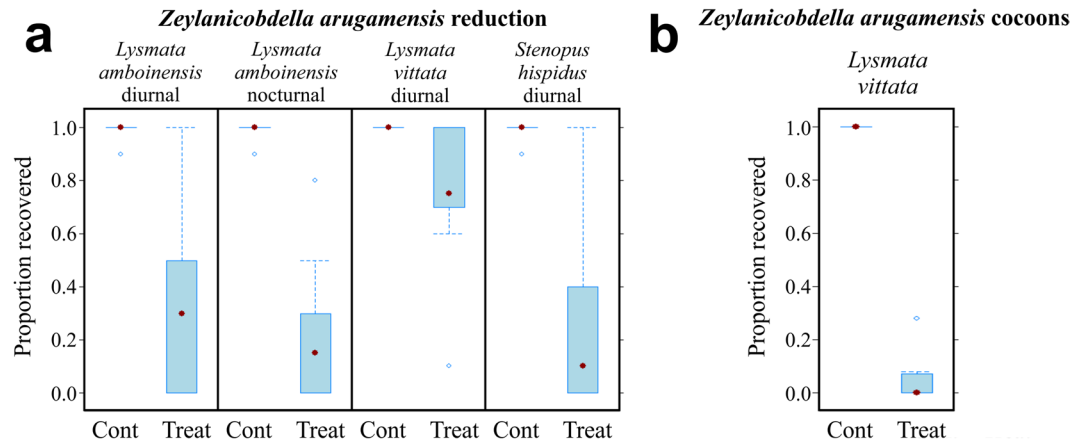 a
Zeylanicobdella arugamensis reduction
Lysmata
amboinensis
diurnal
Lysmata
amboinensis
nocturnal
Lysmata
vittata
diurnal
Stenopus
hispidus
diurnal
Proportion recovered
1.0
0.8
0.6
0.4
0.2
0.0
Cont Treat Cont Treat Cont Treat Cont Treat
b
Zeylanicobdella arugamensis cocoons
Lysmata
vittata
Proportion recovered
1.0
0.8
0.6
0.4
0.2
0.0
Cont Treat